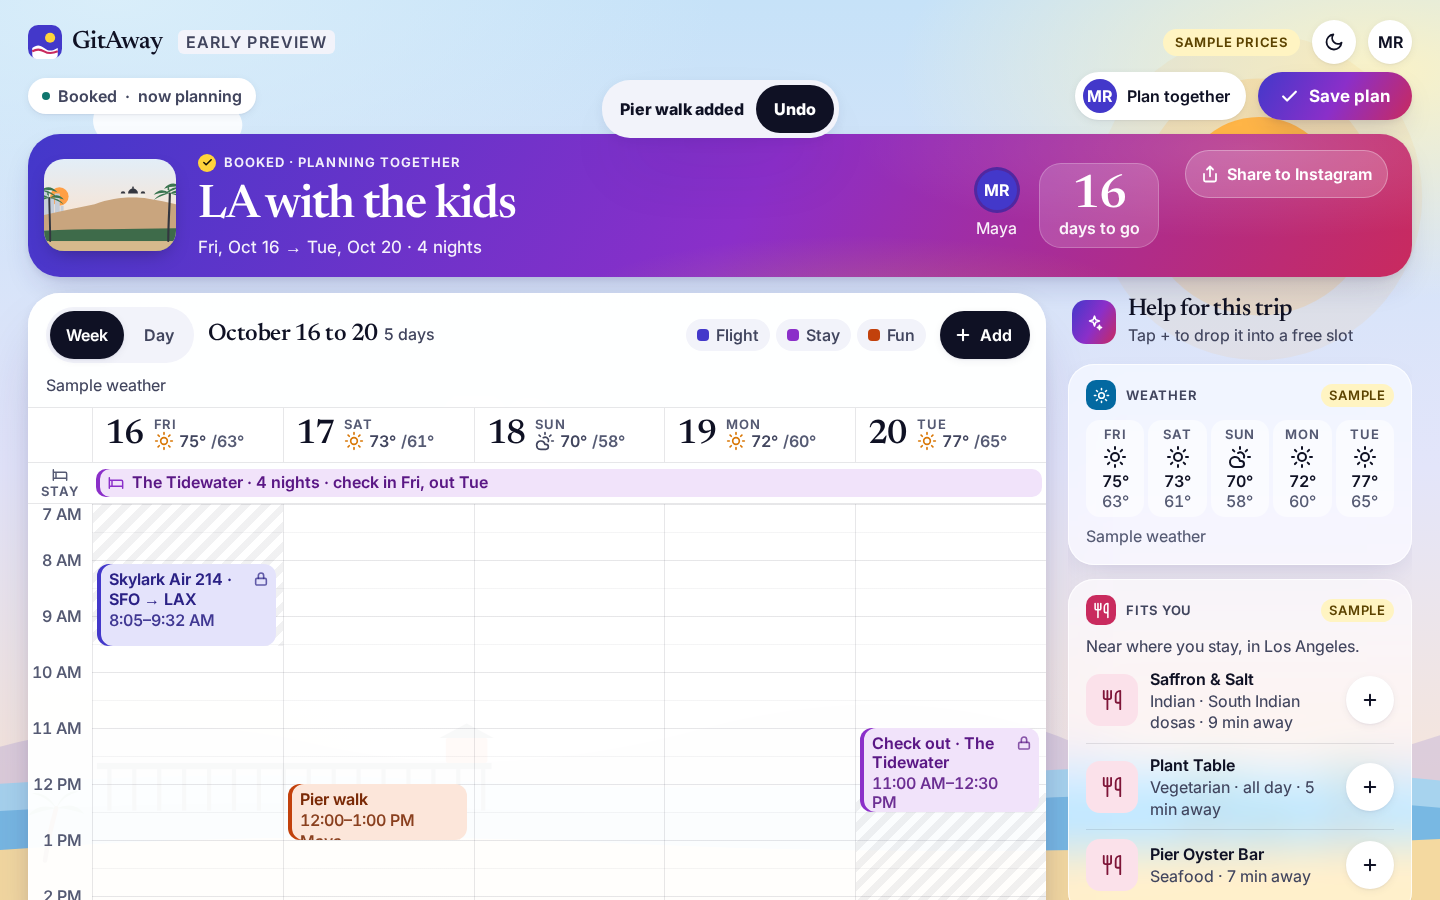 GitAway EARLY PREVIEW
SAMPLE PRICES
MR
Booked · now planning
Pier walk added Undo
MR Plan together
Save plan
BOOKED · PLANNING TOGETHER
LA with the kids
Fri, Oct 16 → Tue, Oct 20 · 4 nights
MR
Maya
16
days to go
Share to Instagram
Week Day October 16 to 20 5 days
Flight Stay Fun
+ Add
Sample weather
16 FRI 75° /63°
17 SAT 73° /61°
18 SUN 70° /58°
19 MON 72° /60°
20 TUE 77° /65°
STAY
The Tidewater · 4 nights · check in Fri, out Tue
7 AM
8 AM
9 AM
10 AM
11 AM
12 PM
1 PM
2 PM
Skylark Air 214 ·
SFO → LAX
8:05–9:32 AM
Pier walk
12:00–1:00 PM
Maya
Check out · The
Tidewater
11:00 AM–12:30
PM
Help for this trip
Tap + to drop it into a free slot
WEATHER SAMPLE
FRI SAT SUN MON TUE
75° 73° 70° 72° 77°
63° 61° 58° 60° 65°
Sample weather
FITS YOU SAMPLE
Near where you stay, in Los Angeles.
Saffron & Salt
Indian · South Indian
dosas · 9 min away
Plant Table
Vegetarian · all day · 5
min away
Pier Oyster Bar
Seafood · 7 min away